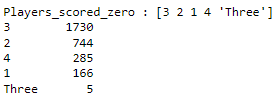 Players_scored_zero : [3 2 1 4 'Three']
3 1730
2 744
4 285
1 166
Three 5